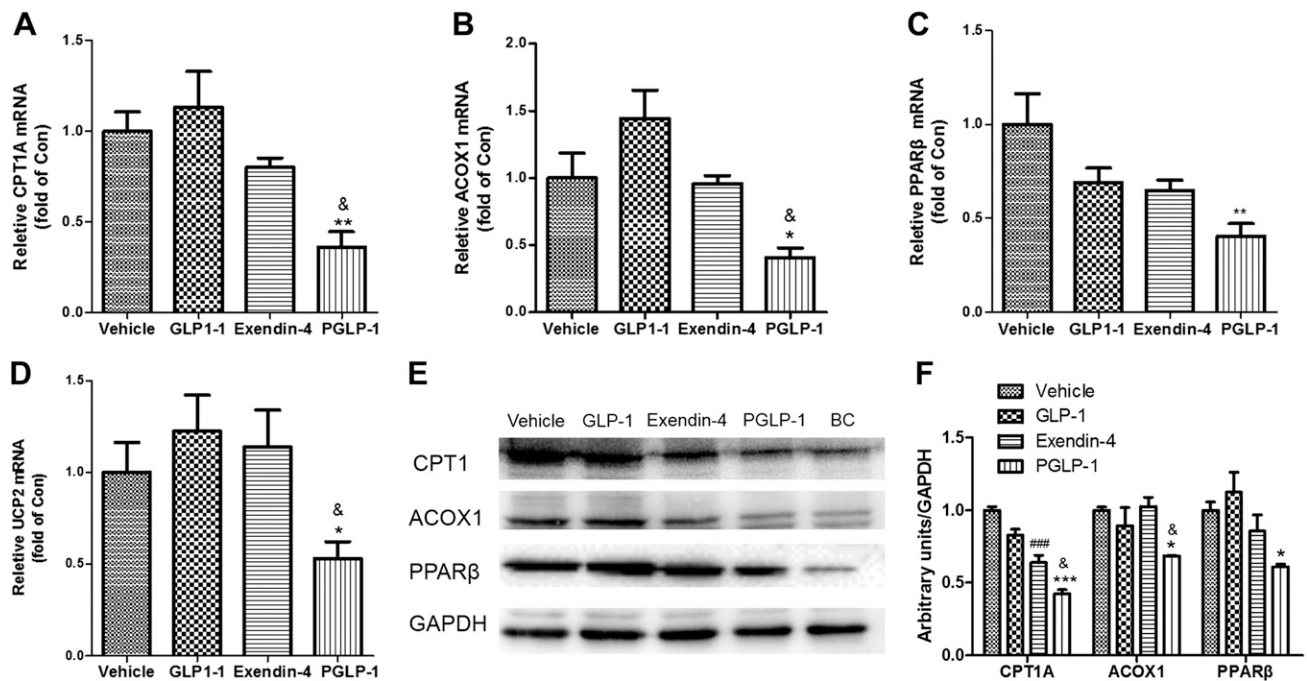 A
Reletive CPT1A mRNA
(fold of Con)
1.5
1.0
0.5
0.0
&
**
Vehicle GLP1-1 Exendin-4 PGLP-1
B
Reletive ACOX1 mRNA
(fold of Con)
2.0
1.5
1.0
0.5
0.0
&
*
Vehicle GLP1-1 Exendin-4 PGLP-1
C
Reletive PPARβ mRNA
(fold of Con)
1.5
1.0
0.5
0.0
**
Vehicle GLP1-1 Exendin-4 PGLP-1
D
Reletive UCP2 mRNA
(fold of Con)
1.5
1.0
0.5
0.0
&
*
Vehicle GLP1-1 Exendin-4 PGLP-1
E
Vehicle GLP-1 Exendin-4 PGLP-1 BC
CPT1
ACOX1
PPARβ
GAPDH
F
Vehicle
GLP-1
Exendin-4
PGLP-1
Arbitrary units/GAPDH
1.5
1.0
0.5
0.0
###
&
***
&
*
*
CPT1A ACOX1 PPARβ